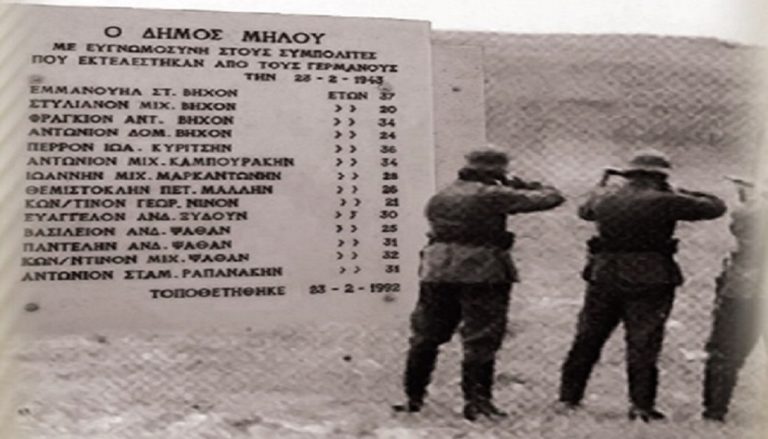 Ο ΔΗΜΟΣ ΜΗΛΟΥ
ΜΕ ΕΥΓΝΩΜΟΣΥΝΗ ΣΤΟΥΣ ΣΥΜΠΟΛΙΤΕΣ
ΠΟΥ ΕΚΤΕΛΕΣΤΗΚΑΝ ΑΠΟ ΤΟΥΣ ΓΕΡΜΑΝΟΥΣ
ΤΗΝ 23-2-1943
ΕΜΜΑΝΟΥΗΛ ΣΤ. ΒΗΧΟΝ ΕΤΩΝ 37
ΣΤΥΛΙΑΝΟΝ ΜΙΧ. ΒΗΧΟΝ >> 20
ΦΡΑΓΚΙΟΝ ΑΝΤ. ΒΗΧΟΝ >> 34
ΑΝΤΩΝΙΟΝ ΔΟΜ. ΒΗΧΟΝ >> 24
ΠΕΡΡΟΝ ΙΩΑ. ΚΥΡΙΤΣΗΝ >> 36
ΑΝΤΩΝΙΟΝ ΜΙΧ. ΚΑΜΠΟΥΡΑΚΗΝ >> 34
ΙΩΑΝΝΗΝ ΜΙΧ. ΜΑΡΚΑΝΤΩΝΗΝ >> 28
ΘΕΜΙΣΤΟΚΛΗΝ ΠΕΤ. ΜΑΛΛΗΝ >> 26
ΚΩΝ/ΤΙΝΟΝ ΓΕΩΡ. ΝΙΝΟΝ >> 21
ΕΥΑΓΓΕΛΟΝ ΑΝΔ. ΞΥΔΟΥΝ >> 30
ΒΑΣΙΛΕΙΟΝ ΑΝΔ. ΨΑΘΑΝ >> 25
ΠΑΝΤΕΛΗΝ ΑΝΔ. ΨΑΘΑΝ >> 31
ΚΩΝ/ΝΤΙΝΟΝ ΜΙΧ. ΨΑΘΑΝ >> 32
ΑΝΤΩΝΙΟΝ ΣΤΑΜ. ΡΑΠΑΝΑΚΗΝ >> 31
ΤΟΠΟΘΕΤΗΘΗΚΕ 23-2-1992